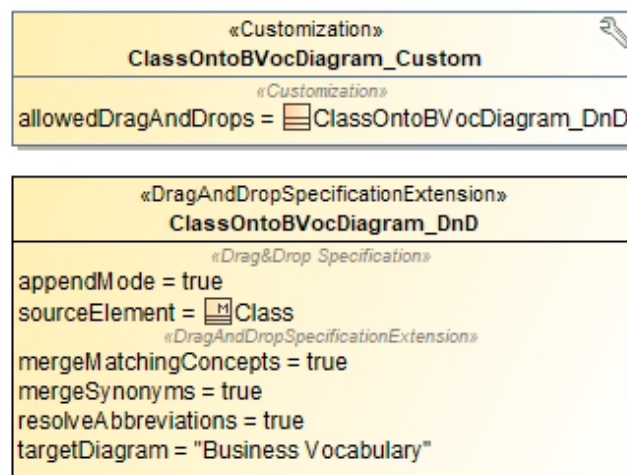 «Customization»
ClassOntoBVocDiagram_Custom
«Customization»
allowedDragAndDrops = ClassOntoBVocDiagram_DnD
«DragAndDropSpecificationExtension»
ClassOntoBVocDiagram_DnD
«Drag&Drop Specification»
appendMode = true
sourceElement = M Class
«DragAndDropSpecificationExtension»
mergeMatchingConcepts = true
mergeSynonyms = true
resolveAbbreviations = true
targetDiagram = "Business Vocabulary"